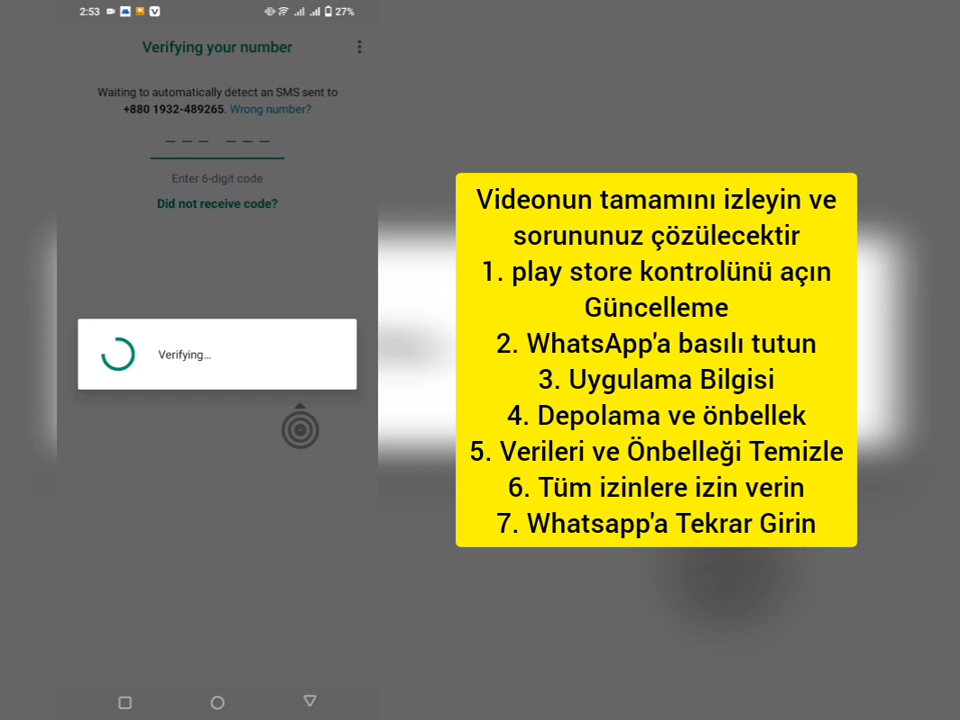 2:53
27%
Verifying your number
Waiting to automatically detect an SMS sent to
+880 1932-489265. Wrong number?
Enter 6-digit code
Did not receive code?
Verifying...
Videonun tamamını izleyin ve
sorununuz çözülecektir
1. play store kontrolünü açın
Güncelleme
2. WhatsApp'a basılı tutun
3. Uygulama Bilgisi
4. Depolama ve önbellek
5. Verileri ve Önbelleği Temizle
6. Tüm izinlere izin verin
7. Whatsapp'a Tekrar Girin